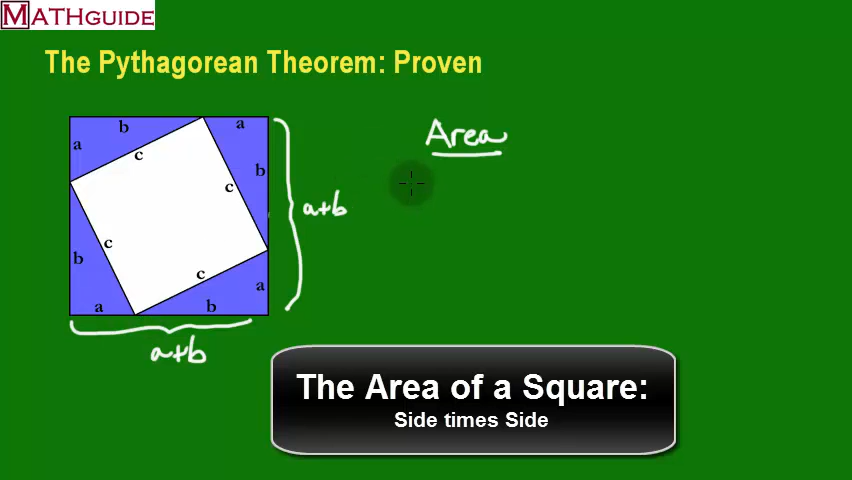 MATHGUIDE
The Pythagorean Theorem: Proven
b
a
a
c
b
c
Area
a+b
c
b
c
a
a
b
a+b
The Area of a Square:
Side times Side